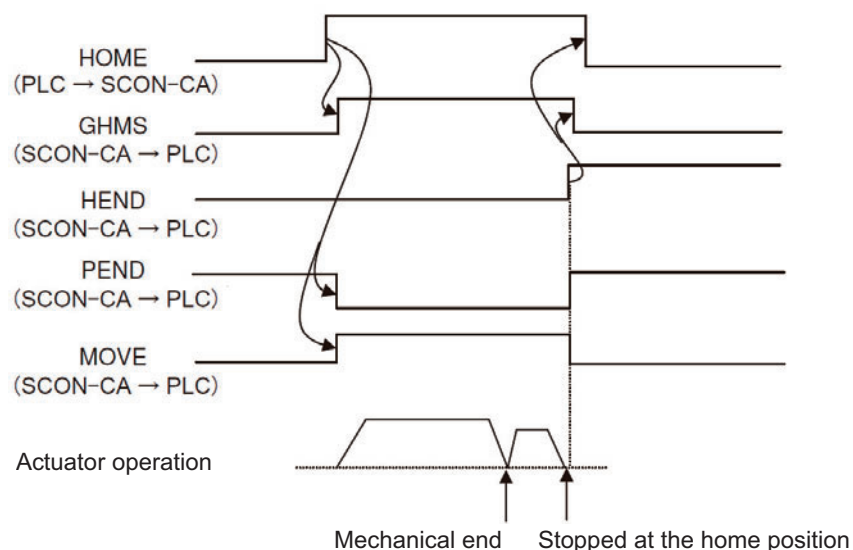 HOME
(PLC → SCON-CA)
GHMS
(SCON-CA → PLC)
HEND
(SCON-CA → PLC)
PEND
(SCON-CA → PLC)
MOVE
(SCON-CA → PLC)
Actuator operation
Mechanical end
Stopped at the home position